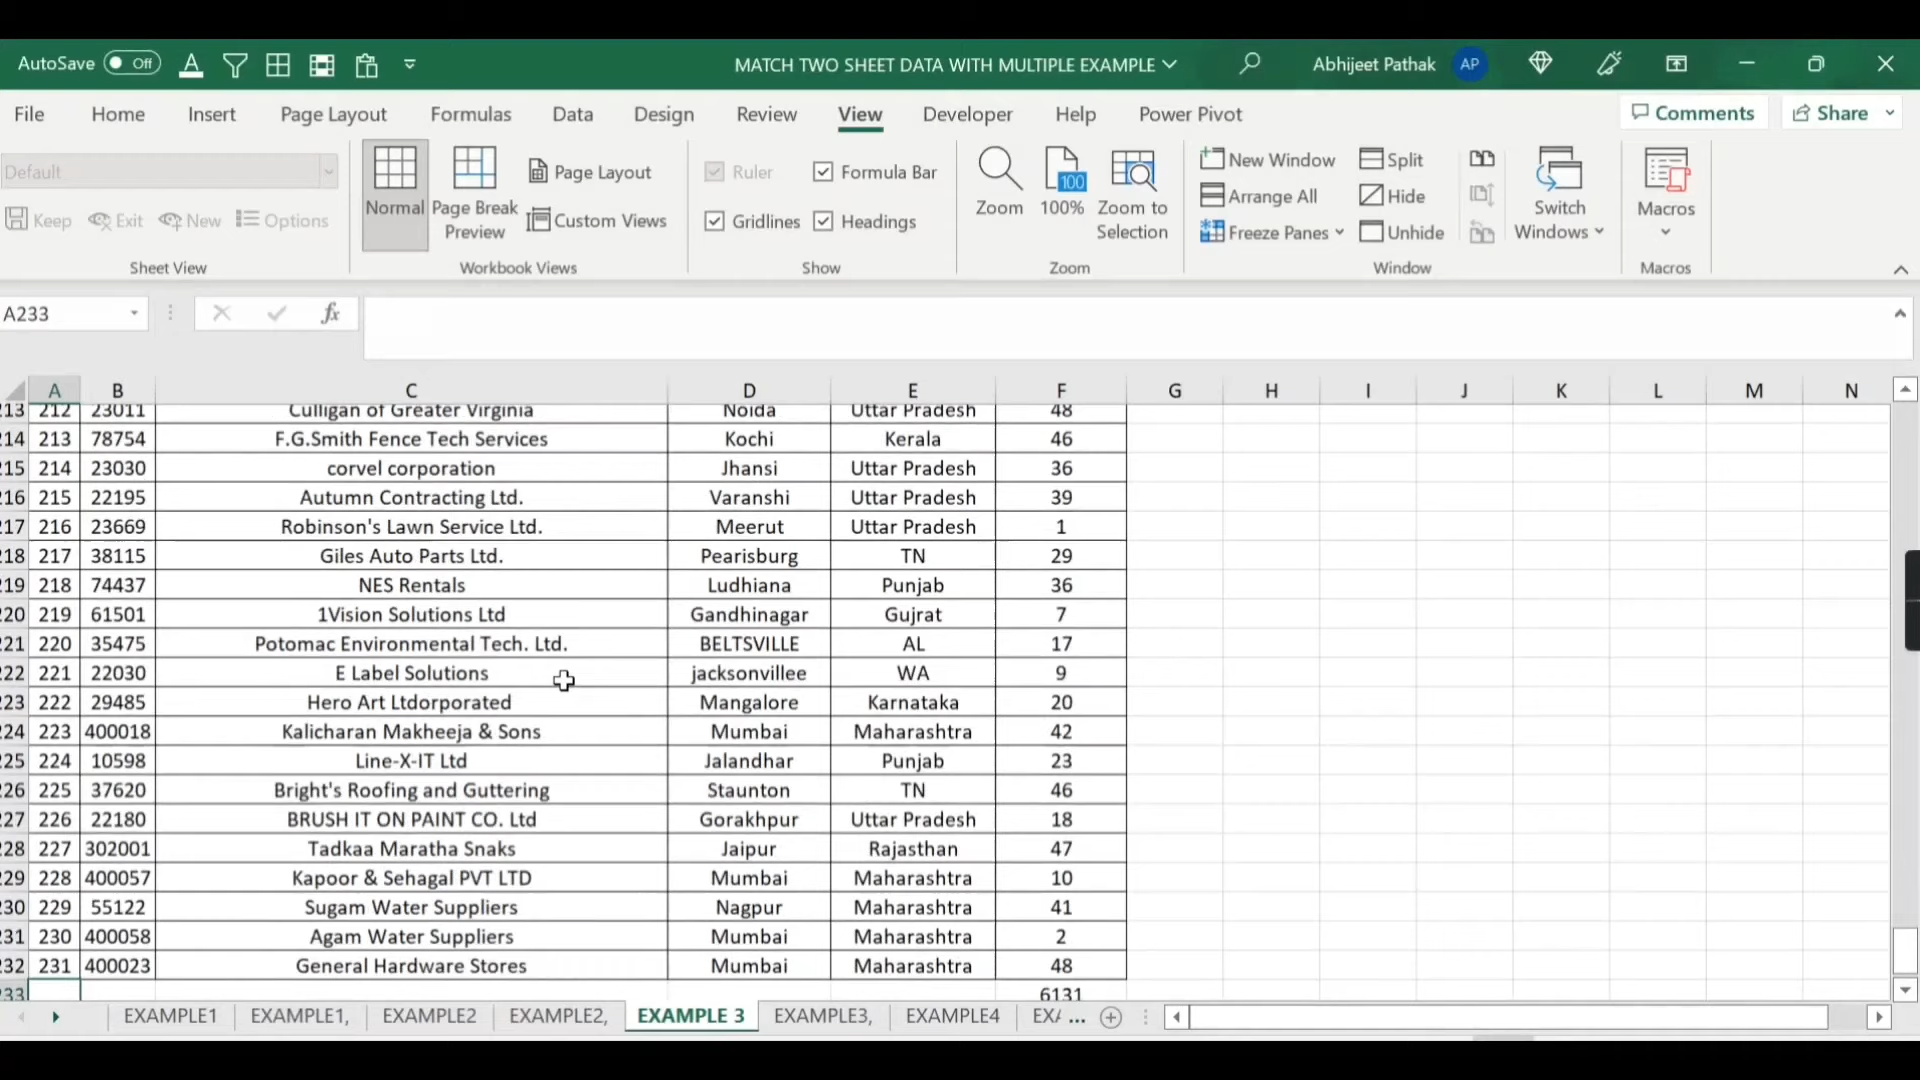 AutoSave Off MATCH TWO SHEET DATA WITH MULTIPLE EXAMPLE Abhijeet Pathak AP
File Home Insert Page Layout Formulas Data Design Review View Developer Help Power Pivot Comments Share
Default
Keep Exit New Options
Sheet View
Normal
Page Break Preview
Page Layout
Custom Views
Workbook Views
Ruler Formula Bar
Gridlines Headings
Show
Zoom
100
100%
Zoom to Selection
Zoom
New Window Split
Arrange All Hide
Freeze Panes Unhide
Switch Windows
Window
Macros
Macros
A233 fx
A B C D E F G H I J K L M N
213 212 23011 Culligan of Greater Virginia Noida Uttar Pradesh 48
214 213 78754 F.G.Smith Fence Tech Services Kochi Kerala 46
215 214 23030 corvel corporation Jhansi Uttar Pradesh 36
216 215 22195 Autumn Contracting Ltd. Varanshi Uttar Pradesh 39
217 216 23669 Robinson's Lawn Service Ltd. Meerut Uttar Pradesh 1
218 217 38115 Giles Auto Parts Ltd. Pearisburg TN 29
219 218 74437 NES Rentals Ludhiana Punjab 36
220 219 61501 1Vision Solutions Ltd Gandhinagar Gujrat 7
221 220 35475 Potomac Environmental Tech. Ltd. BELTSVILLE AL 17
222 221 22030 E Label Solutions jacksonvillee WA 9
223 222 29485 Hero Art Ltdorporated Mangalore Karnataka 20
224 223 400018 Kalicharan Makheeja & Sons Mumbai Maharashtra 42
225 224 10598 Line-X-IT Ltd Jalandhar Punjab 23
226 225 37620 Bright's Roofing and Guttering Staunton TN 46
227 226 22180 BRUSH IT ON PAINT CO. Ltd Gorakhpur Uttar Pradesh 18
228 227 302001 Tadkaa Maratha Snaks Jaipur Rajasthan 47
229 228 400057 Kapoor & Sehagal PVT LTD Mumbai Maharashtra 10
230 229 55122 Sugam Water Suppliers Nagpur Maharashtra 41
231 230 400058 Agam Water Suppliers Mumbai Maharashtra 2
232 231 400023 General Hardware Stores Mumbai Maharashtra 48
233 6131
EXAMPLE1 EXAMPLE1, EXAMPLE2 EXAMPLE2, EXAMPLE 3 EXAMPLE3, EXAMPLE4 EXA ...